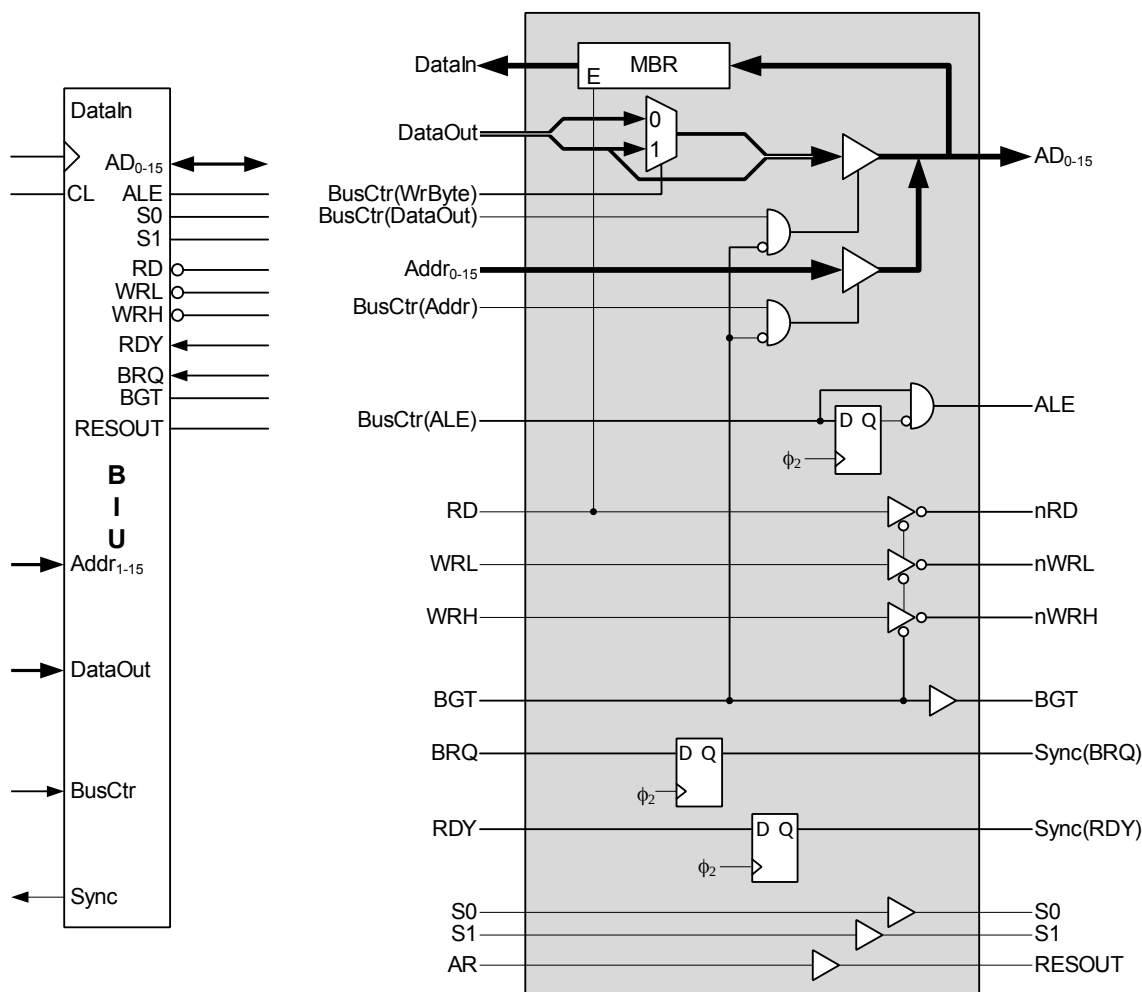 DataIn
AD0-15
CL
ALE
S0
S1
RD
WRL
WRH
RDY
BRQ
BGT
RESOUT
B
I
U
Addr1-15
DataOut
BusCtr
Sync
DataIn
MBR
E
DataOut
0
1
AD0-15
BusCtr(WrByte)
BusCtr(DataOut)
Addr0-15
BusCtr(Addr)
BusCtr(ALE)
D Q
ϕ2
ALE
RD
nRD
WRL
nWRL
WRH
nWRH
BGT
BGT
BRQ
D Q
ϕ2
Sync(BRQ)
RDY
D Q
ϕ2
Sync(RDY)
S0
S0
S1
S1
AR
RESOUT